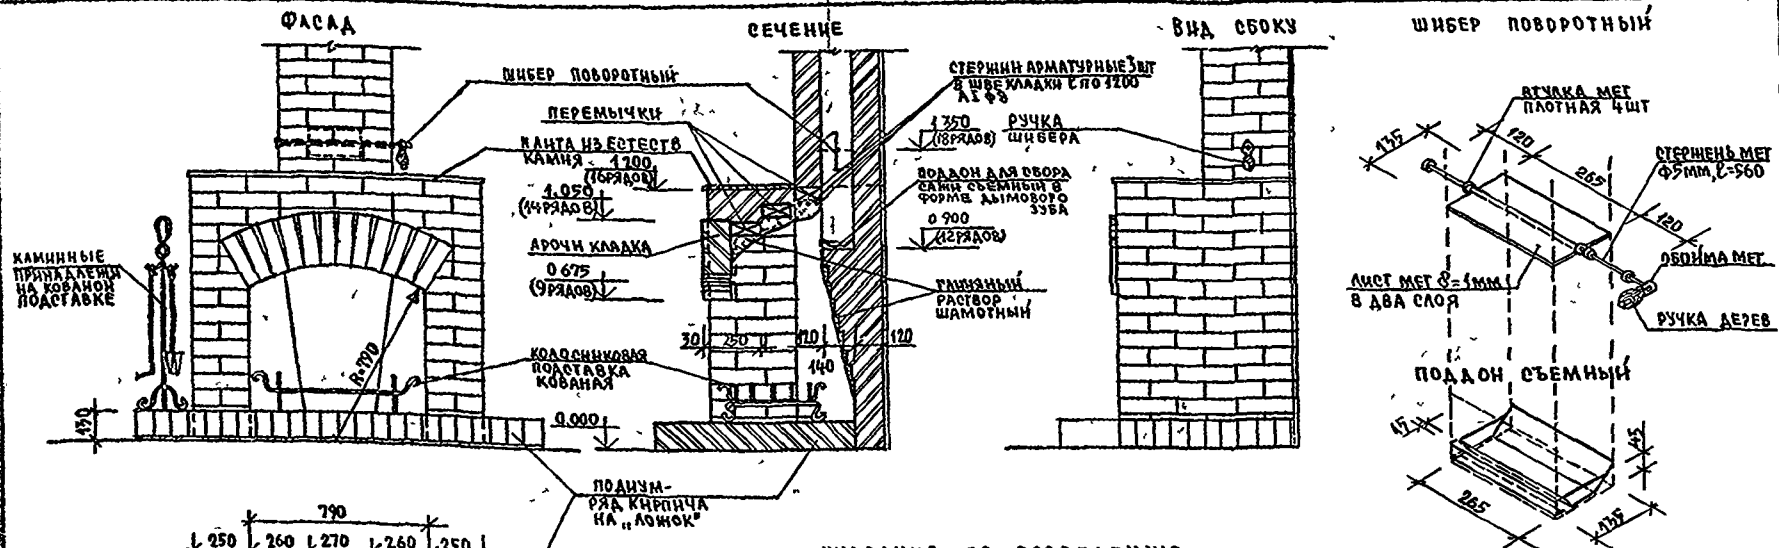 ФАСАД
СЕЧЕНИЕ
ВИД СБОКУ
ШИБЕР ПОВОРОТНЫЙ
ШИБЕР ПОВОРОТНЫЙ
ПЕРЕМЫЧКИ
КАНТА ИЗ ЕСТЕСТВ
КАМНЯ
1.200
(16РЯДОВ)
1.050
(14РЯДОВ)
АРОЧН КЛАДКА
0.675
(9РЯДОВ)
КАМИННЫЕ
ПРИНАДЛЕЖН
НА КОВАНОЙ
ПОДСТАВКЕ
R=790
КОЛОСНИКОВАЯ
ПОДСТАВКА
КОВАНАЯ
0.000
130
ПОДИУМ-
РЯД КИРПИЧА
НА „ЛОЖОК"
790
250 260 270 260 250
СТЕРЖНИ АРМАТУРНЫЕ 3ШТ
В ШВЕ КЛАДКИ ℓ ПО 1200
1350
(18РЯДОВ)
РУЧКА
ШИБЕРА
ПОДДОН ДЛЯ СБОРА
САЖИ СЪЕМНЫЙ В
ФОРМЕ ДЫМОВОГО
ЗУБА
0.900
(12РЯДОВ)
ГЛИНЯНЫЙ
РАСТВОР
ШАМОТНЫЙ
30 250 120 120
140
ВТУЛКА МЕТ
ПЛОТНАЯ 4ШТ
135
120
265
120
СТЕРЖЕНЬ МЕТ
Ф5ММ, ℓ=560
ОБОЙМА МЕТ
ЛИСТ МЕТ δ=1ММ
В ДВА СЛОЯ
РУЧКА ДЕРЕВ
ПОДДОН СЪЕМНЫЙ
45
45
265
135